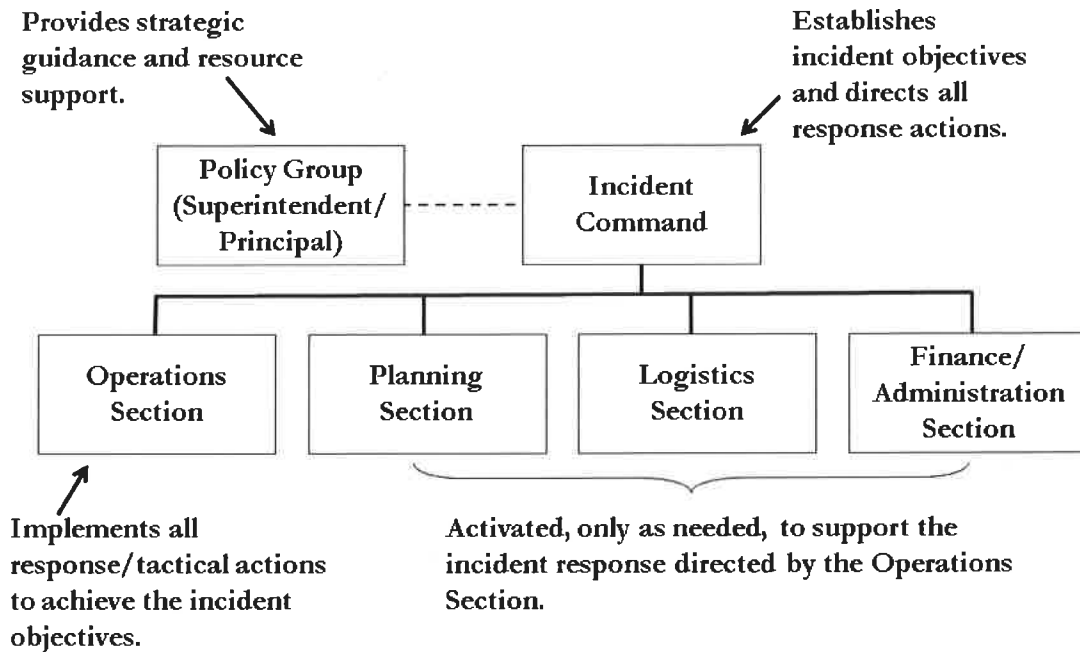 Provides strategic
guidance and resource
support.
Establishes
incident objectives
and directs all
response actions.
Policy Group
(Superintendent/
Principal)
Incident
Command
Operations
Section
Planning
Section
Logistics
Section
Finance/
Administration
Section
Implements all
response/tactical actions
to achieve the incident
objectives.
Activated, only as needed, to support the
incident response directed by the Operations
Section.